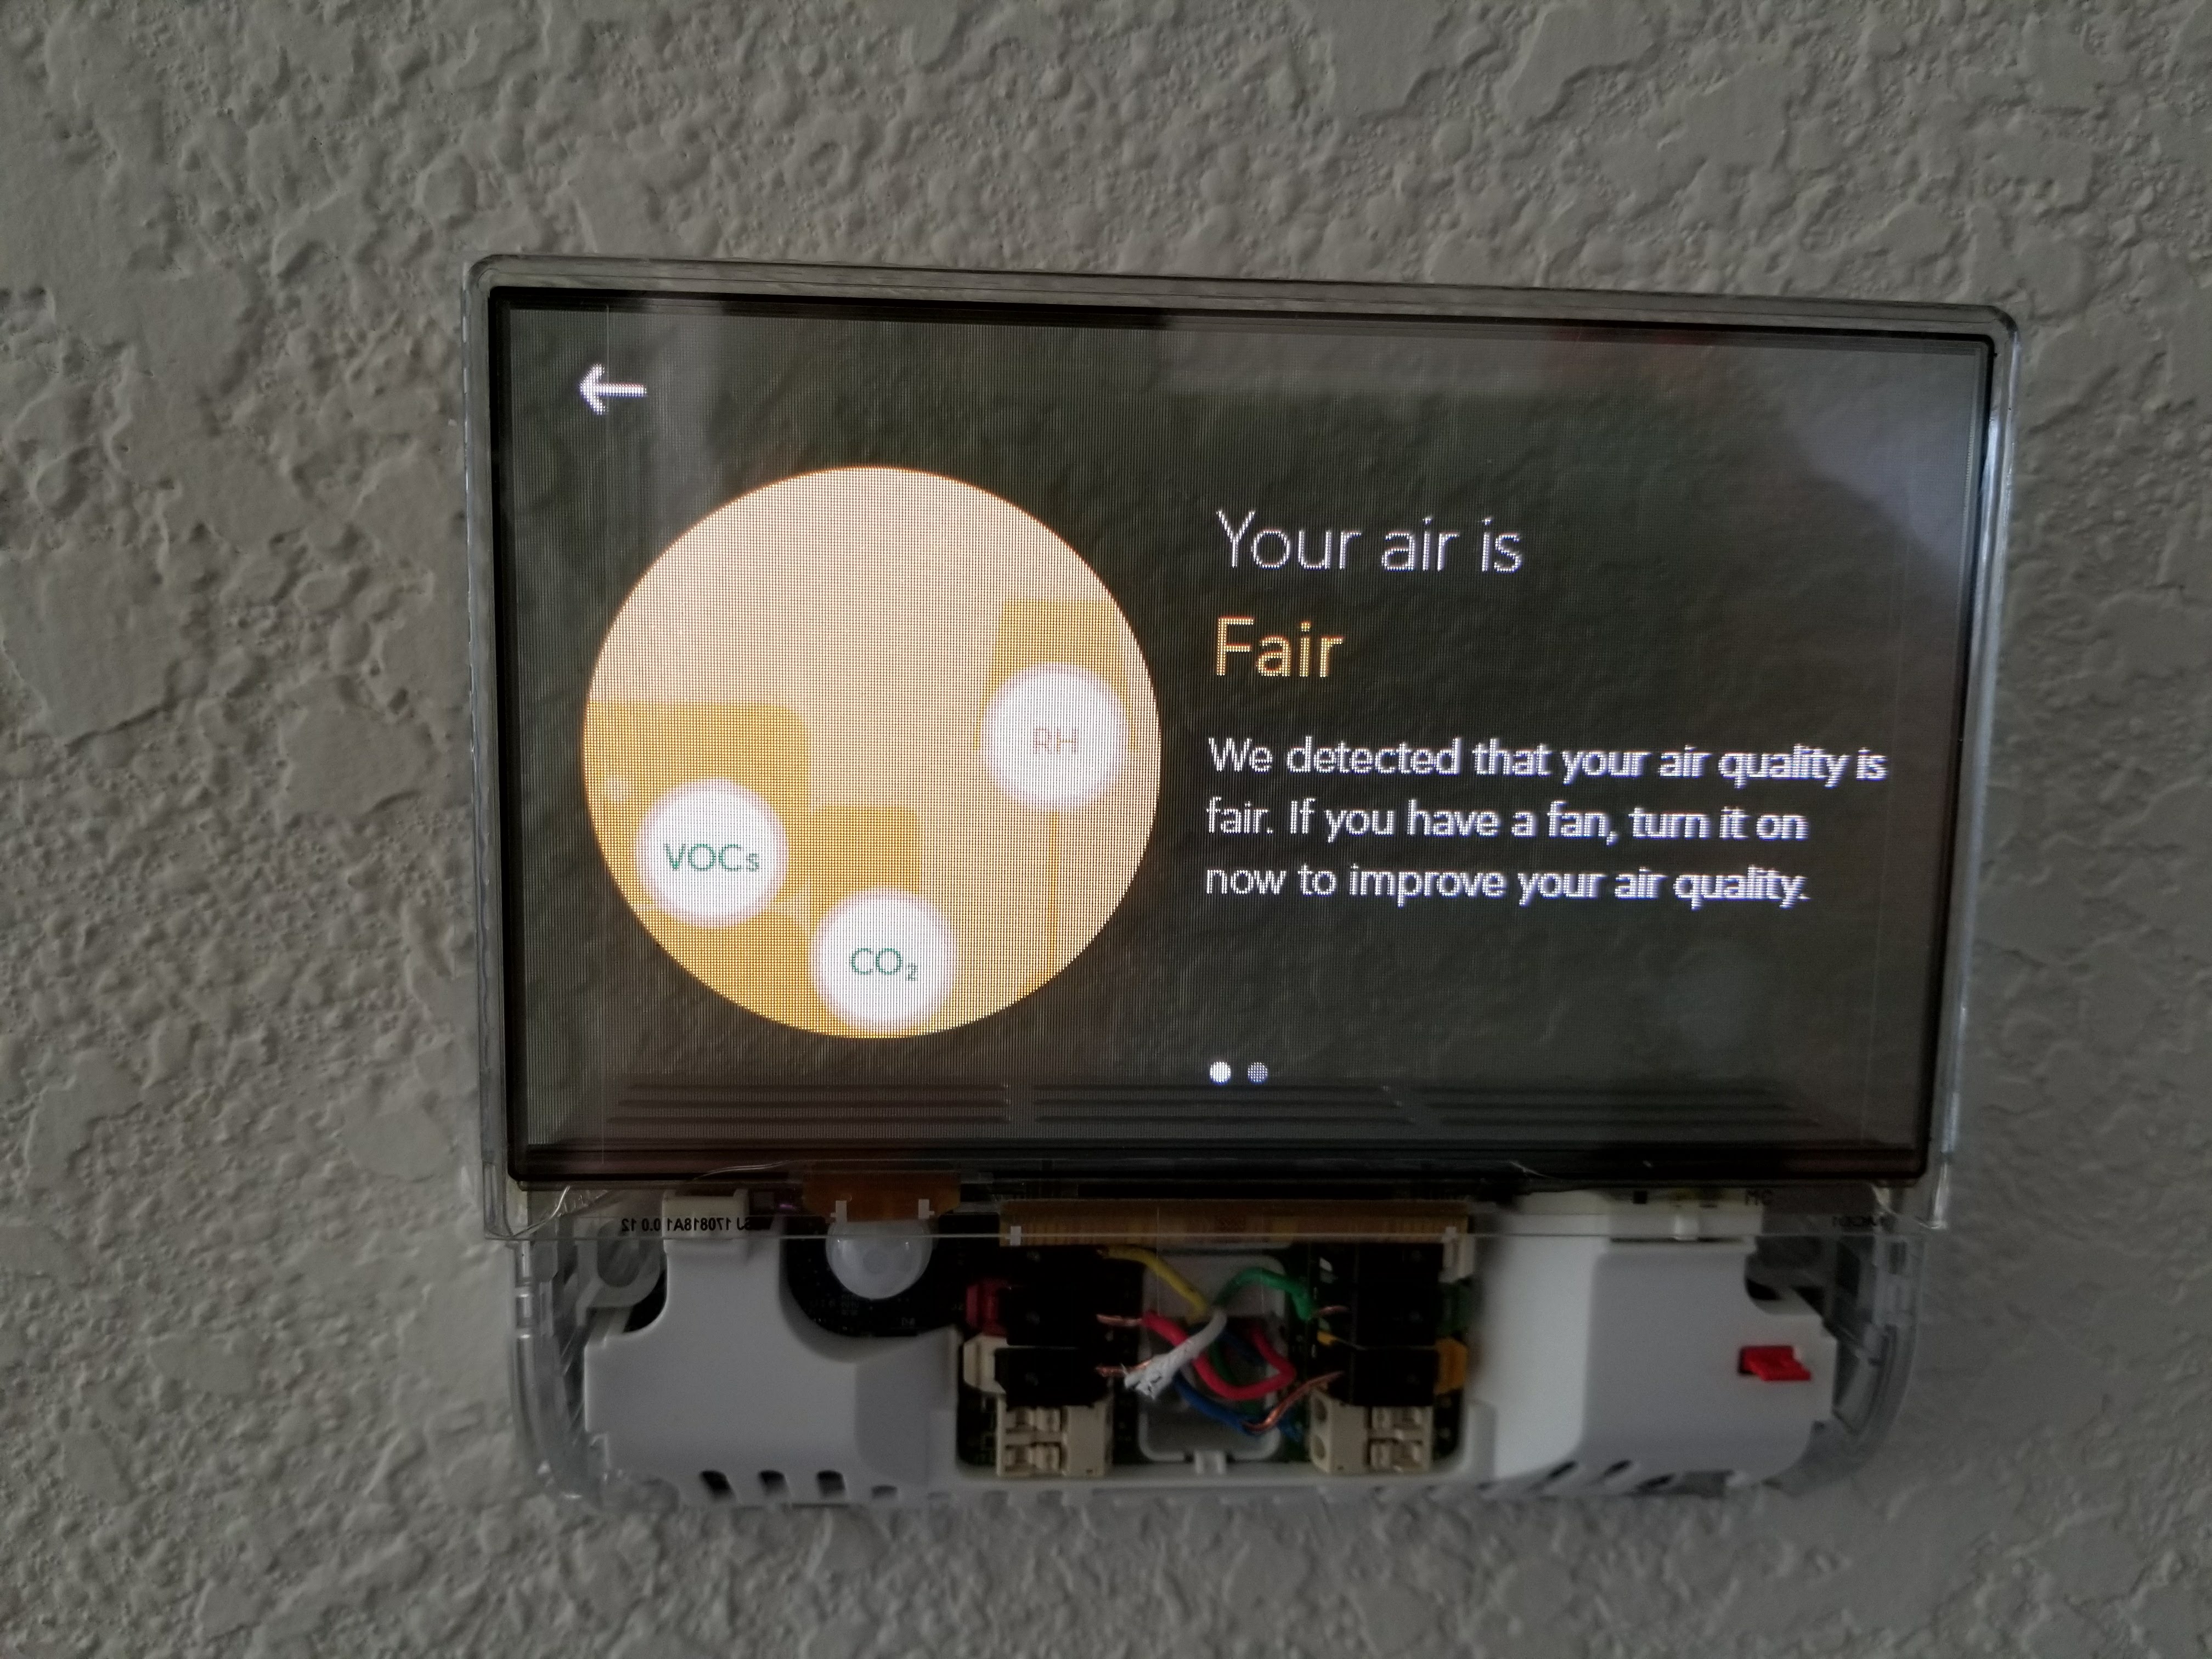 Your air is
Fair
We detected that your air quality is
fair. If you have a fan, turn it on
now to improve your air quality.
RH
VOCs
CO₂